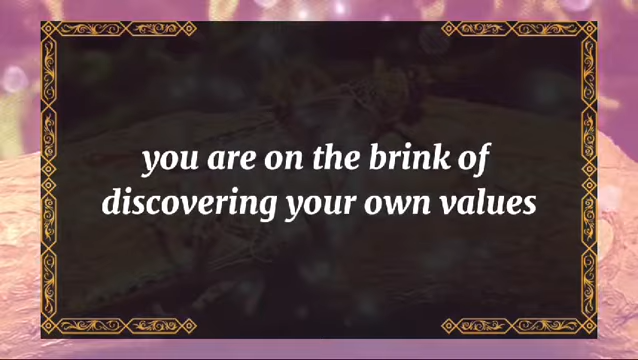 you are on the brink of
discovering your own values